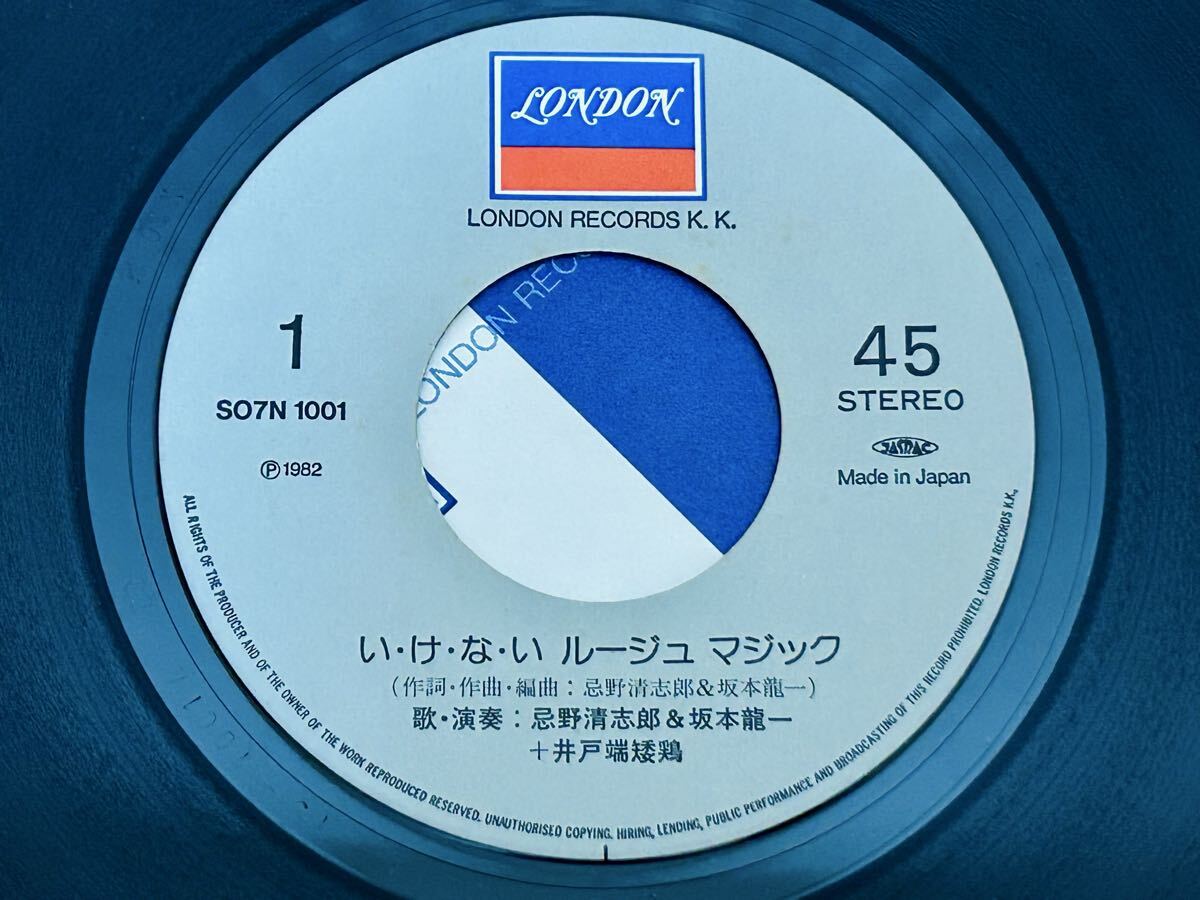 LONDON
LONDON RECORDS K.K.
1
SO7N 1001
Ⓟ1982
45
STEREO
JASRAC
Made in Japan
LONDON RECO
い・け・な・い ルージュ マジック
(作詞・作曲・編曲：忌野清志郎&坂本龍一)
歌・演奏：忌野清志郎&坂本龍一
+井戸端矮鶏
ALL RIGHTS OF THE PRODUCER AND OF THE OWNER OF THE WORK REPRODUCED RESERVED. UNAUTHORISED COPYING, HIRING, LENDING, PUBLIC PERFORMANCE AND BROADCASTING OF THIS RECORD PROHIBITED. LONDON RECORDS K.K.